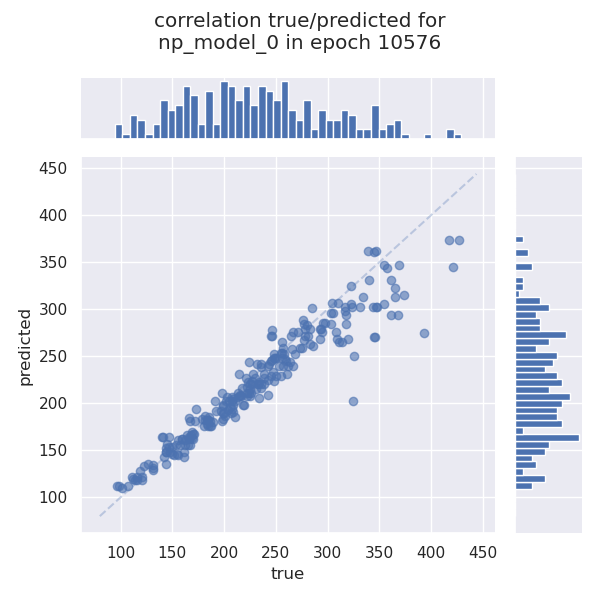 correlation true/predicted for
np_model_0 in epoch 10576
450
400
350
300
250
200
150
100
predicted
100 150 200 250 300 350 400 450
true